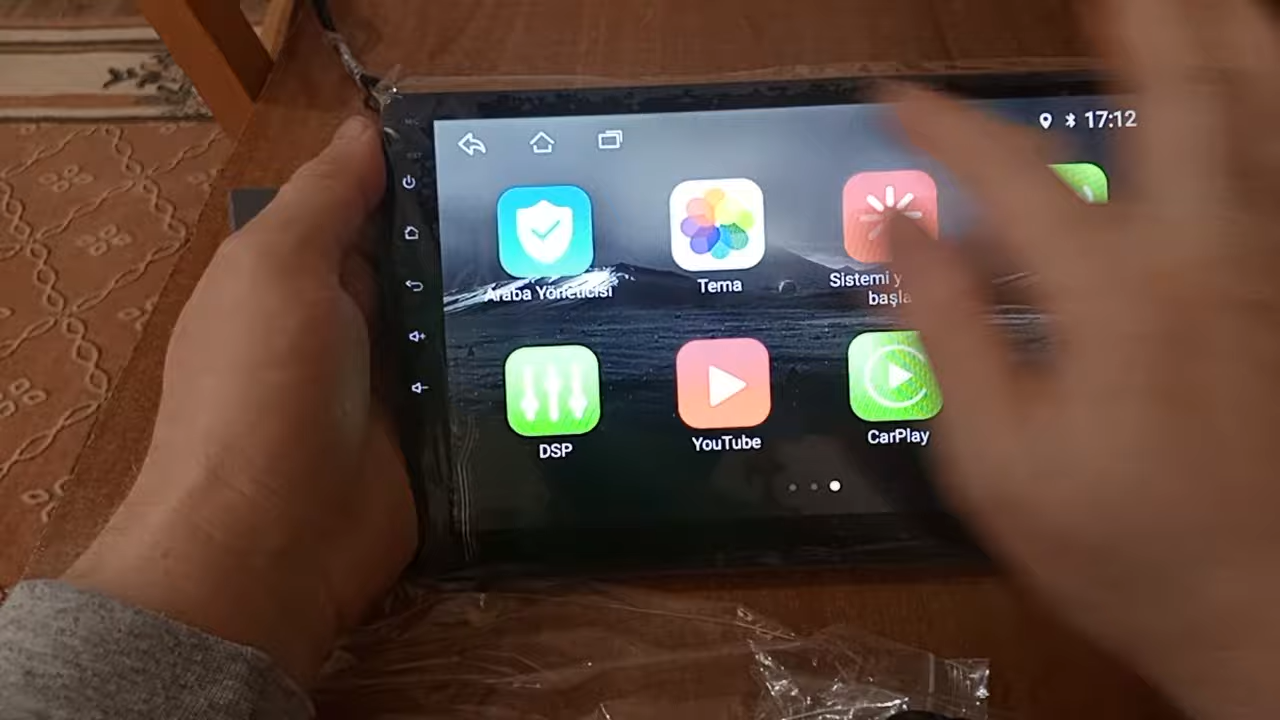 17:12
Araba Yöneticisi
Tema
Sistemi
başla
DSP
YouTube
CarPlay